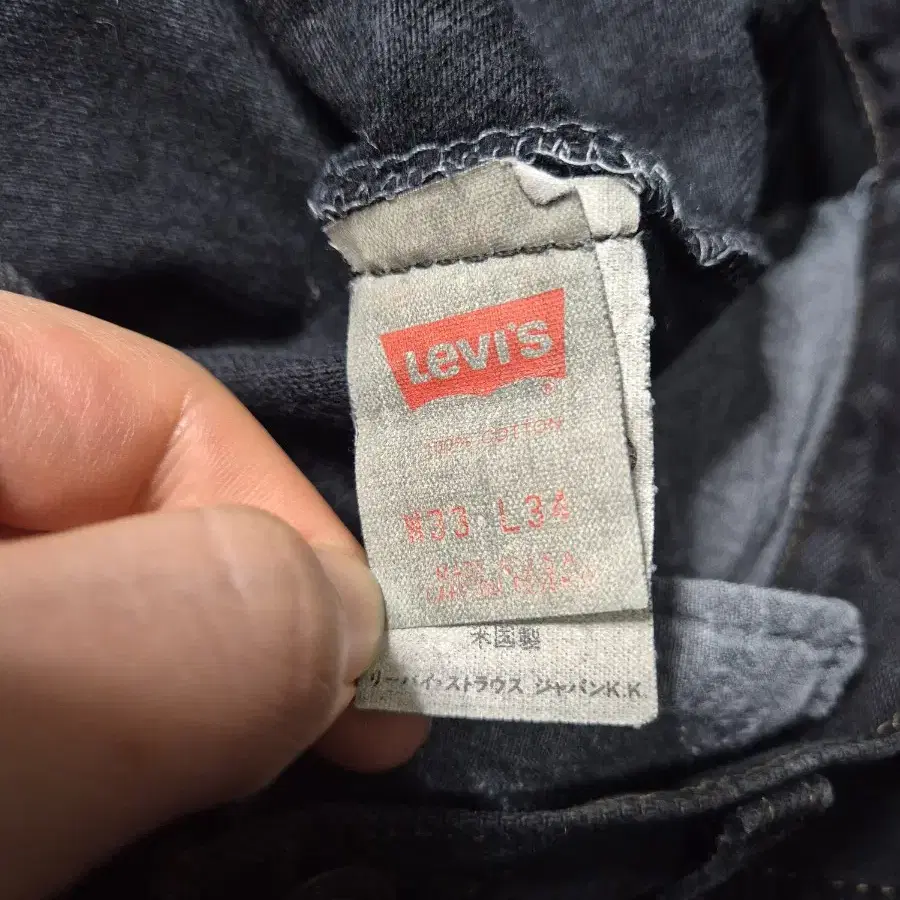 Levi's
®
100% COTTON
W33 L34
MADE IN U.S.A.
米国製
リーバイ・ストラウス ジャパンK.K.